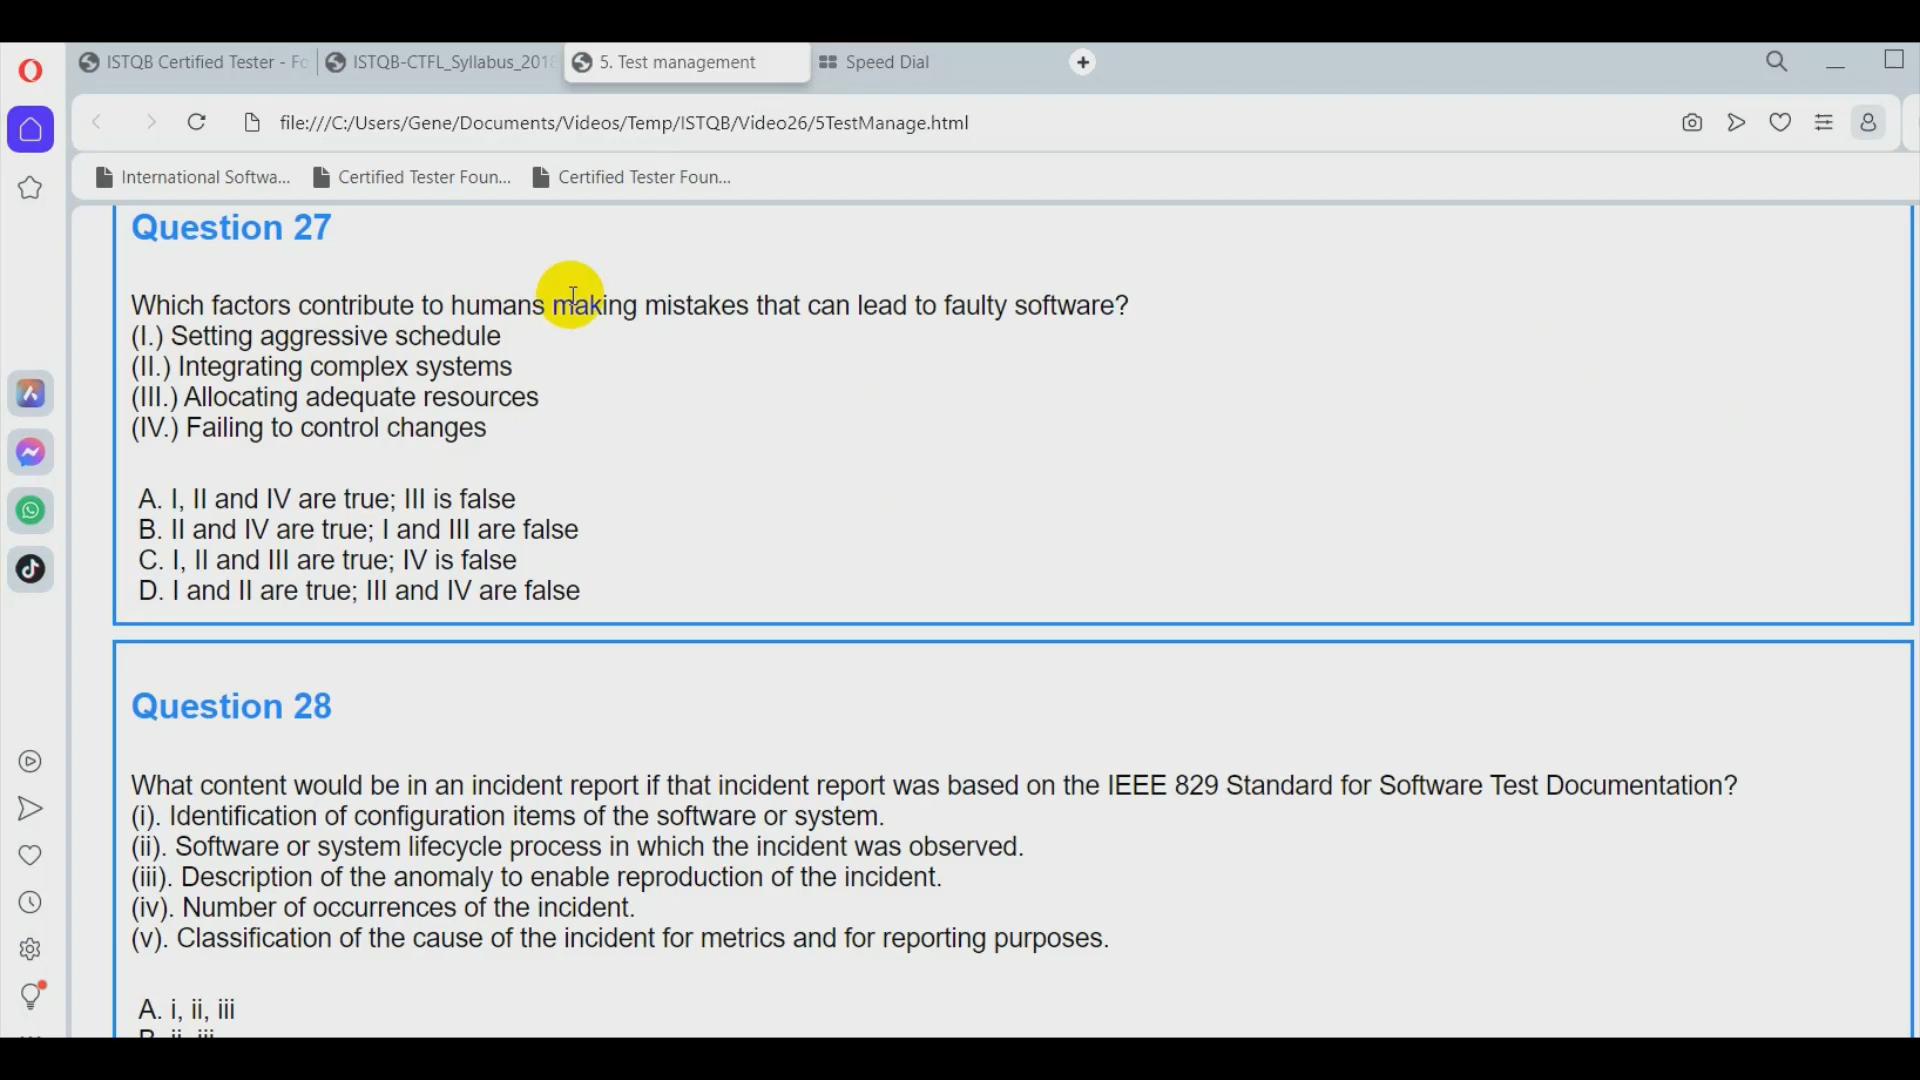 ISTQB Certified Tester - Fo
ISTQB-CTFL_Syllabus_2018
5. Test management
Speed Dial
file:///C:/Users/Gene/Documents/Videos/Temp/ISTQB/Video26/5TestManage.html
International Softwa...
Certified Tester Foun...
Certified Tester Foun...
Question 27
Which factors contribute to humans making mistakes that can lead to faulty software?
(I.) Setting aggressive schedule
(II.) Integrating complex systems
(III.) Allocating adequate resources
(IV.) Failing to control changes
A. I, II and IV are true; III is false
B. II and IV are true; I and III are false
C. I, II and III are true; IV is false
D. I and II are true; III and IV are false
Question 28
What content would be in an incident report if that incident report was based on the IEEE 829 Standard for Software Test Documentation?
(i). Identification of configuration items of the software or system.
(ii). Software or system lifecycle process in which the incident was observed.
(iii). Description of the anomaly to enable reproduction of the incident.
(iv). Number of occurrences of the incident.
(v). Classification of the cause of the incident for metrics and for reporting purposes.
A. i, ii, iii